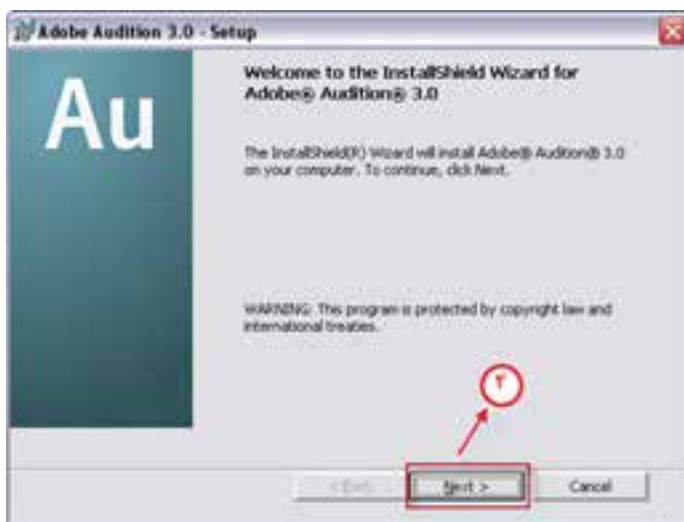 Adobe Audition 3.0 - Setup
Au
Welcome to the InstallShield Wizard for
Adobe® Audition® 3.0
The InstallShield(R) Wizard will install Adobe® Audition® 3.0
on your computer. To continue, click Next.
WARNING: This program is protected by copyright law and
international treaties.
۲
< Back
Next >
Cancel